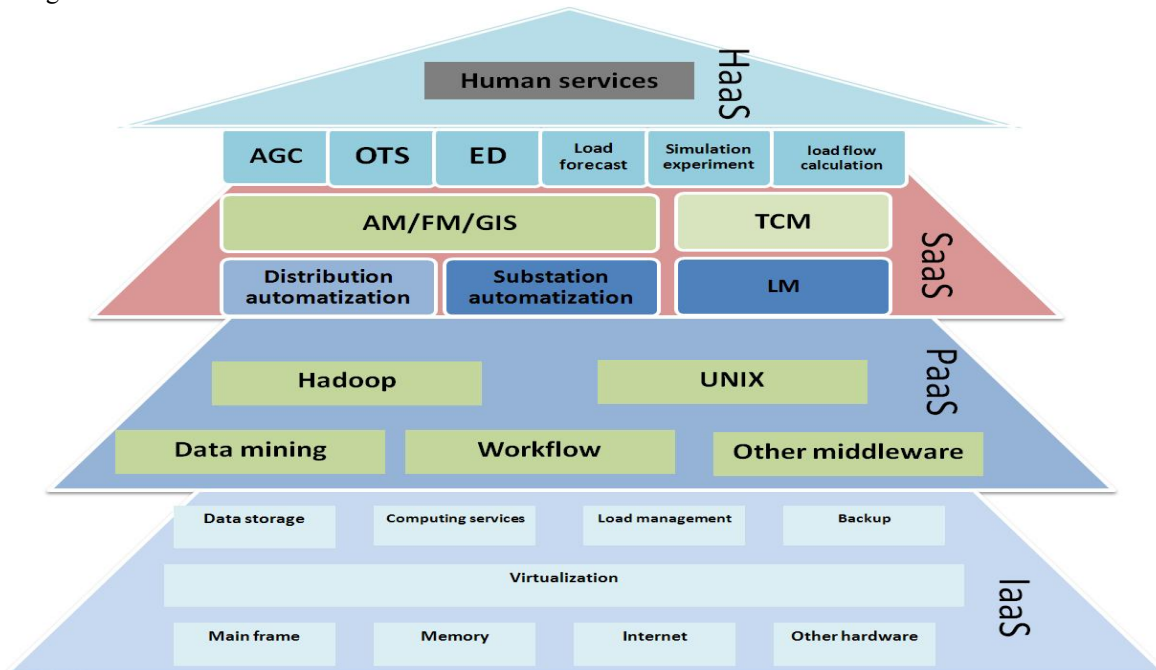 Human services
HaaS
AGC
OTS
ED
Load
forecast
Simulation
experiment
load flow
calculation
AM/FM/GIS
TCM
SaaS
Distribution
automatization
Substation
automatization
LM
PaaS
Hadoop
UNIX
Data mining
Workflow
Other middleware
Data storage
Computing services
Load management
Backup
Virtualization
IaaS
Main frame
Memory
Internet
Other hardware